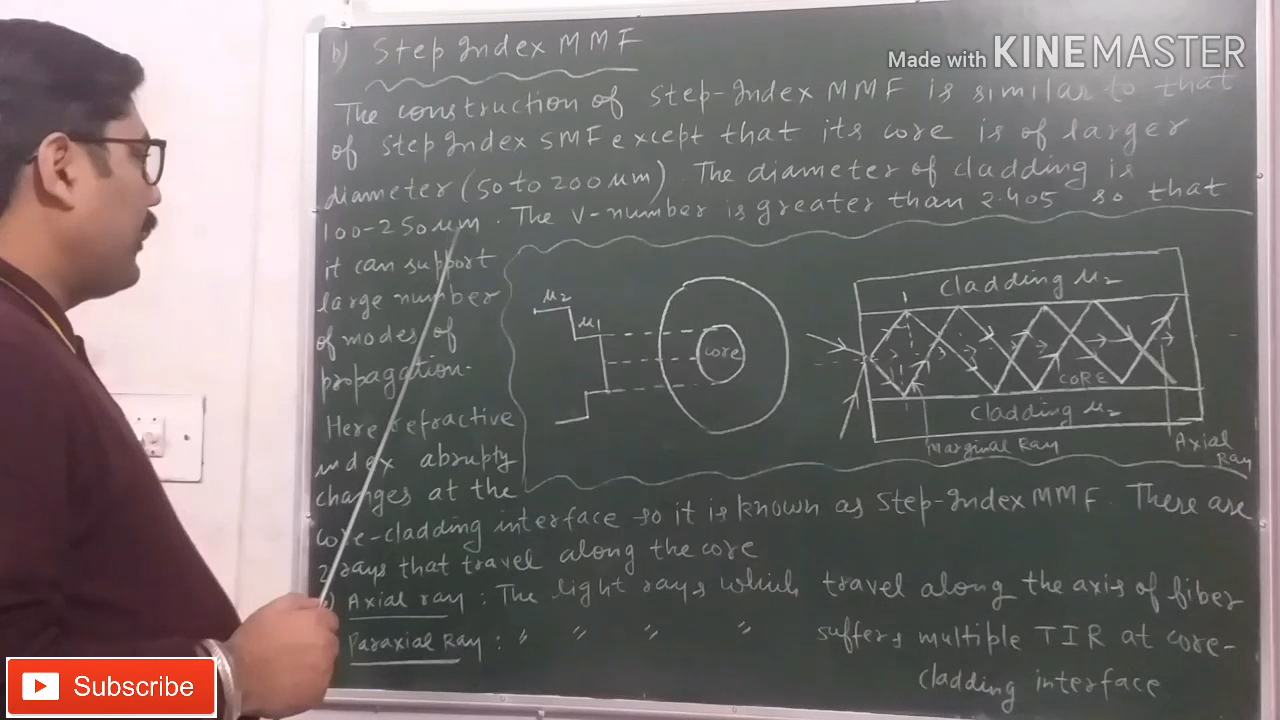 Made with KINEMASTER
b) Step Index MMF
The construction of step-Index MMF is similar to that
of step Index SMF except that its core is of larger
diameter (50 to 200 μm). The diameter of cladding is
100-250 μm. The V-number is greater than 2.405 so that
it can support
large number
of modes of
propagation.
Here refractive
index abrupty
changes at the
core-cladding interface so it is known as Step-Index MMF. There are
2 rays that travel along the core
μ2
μ1
core
cladding μ2
CORE
cladding μ2
Marginal Ray
Axial
Ray
Axial ray : The light rays which travel along the axis of fiber
Paraxial Ray : " " " " suffers multiple TIR at core-
cladding interface
Subscribe